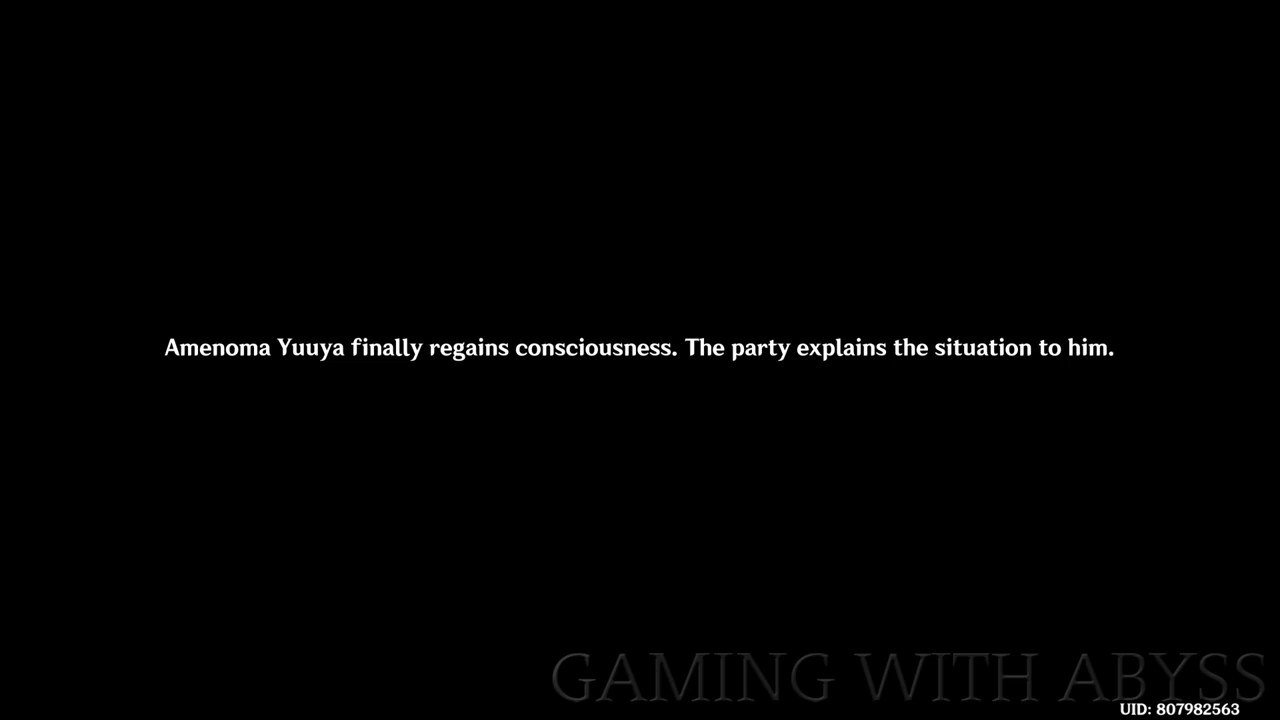 Amenoma Yuuya finally regains consciousness. The party explains the situation to him.
GAMING WITH ABYSS
UID: 807982563